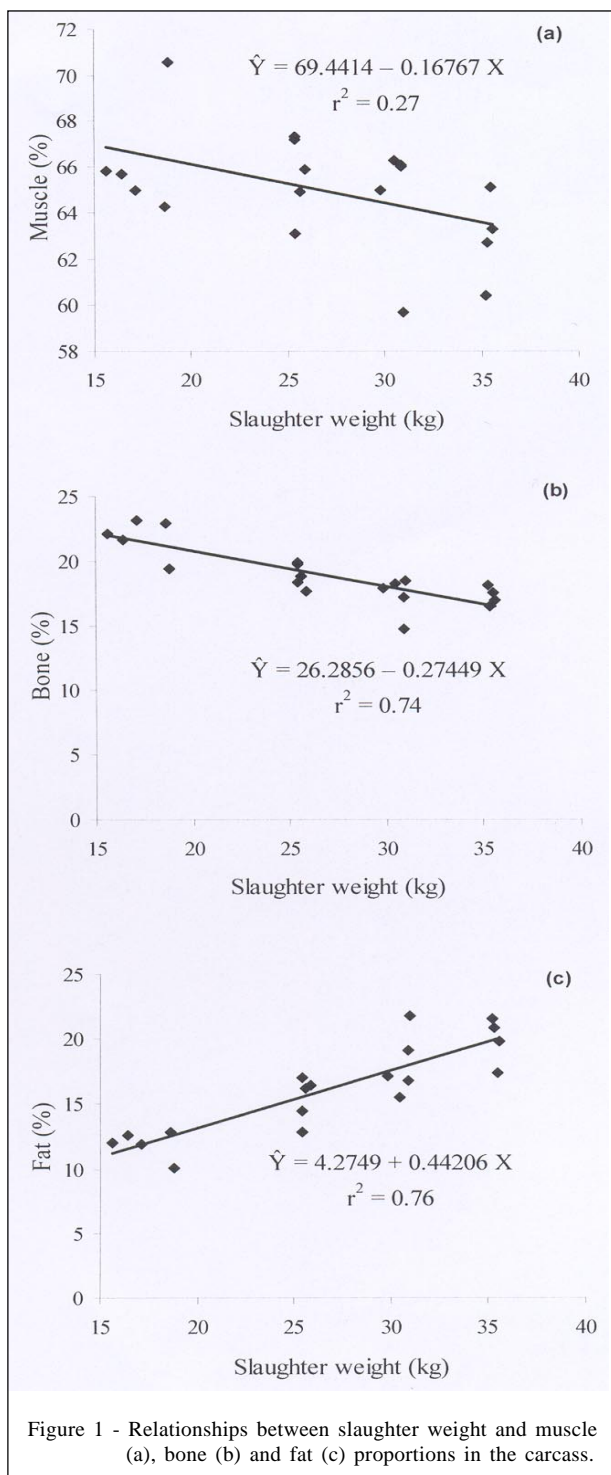 (a)
72
70
68
66
64
62
60
58
Muscle (%)
Ŷ = 69.4414 – 0.16767 X
r² = 0.27
15 20 25 30 35 40
Slaughter weight (kg)
(b)
25
20
15
10
5
0
Bone (%)
Ŷ = 26.2856 – 0.27449 X
r² = 0.74
15 20 25 30 35 40
Slaughter weight (kg)
(c)
25
20
15
10
5
0
Fat (%)
Ŷ = 4.2749 + 0.44206 X
r² = 0.76
15 20 25 30 35 40
Slaughter weight (kg)
Figure 1 - Relationships between slaughter weight and muscle
(a), bone (b) and fat (c) proportions in the carcass.